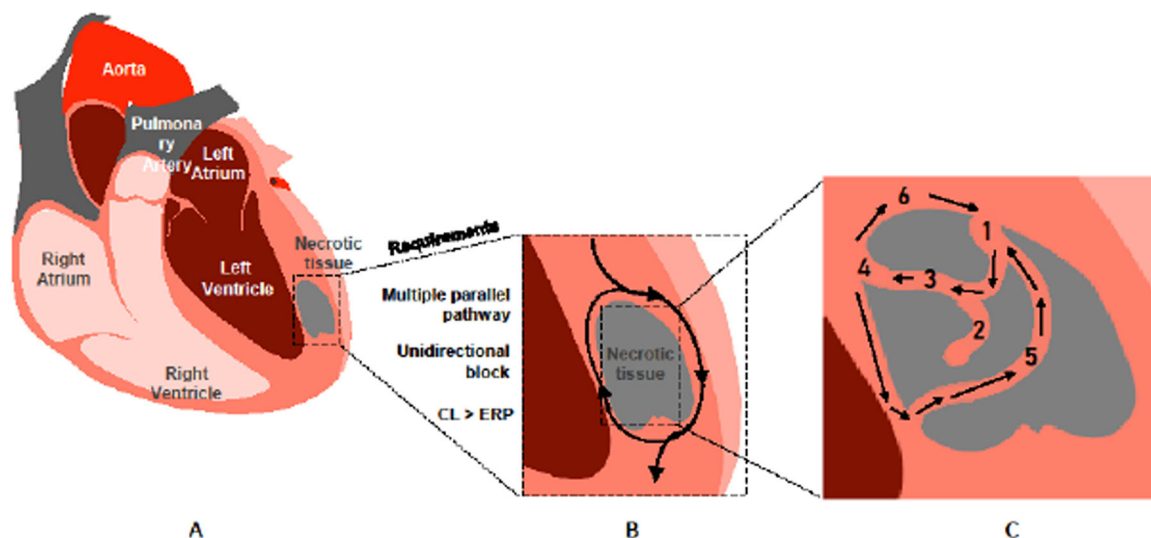 Aorta
Pulmona
ry
Artery
Left
Atrium
Right
Atrium
Left
Ventricle
Right
Ventricle
Necrotic
tissue
Requirements
Multiple parallel
pathway
Unidirectional
block
CL > ERP
Necrotic
tissue
6
1
4
3
2
5
A
B
C